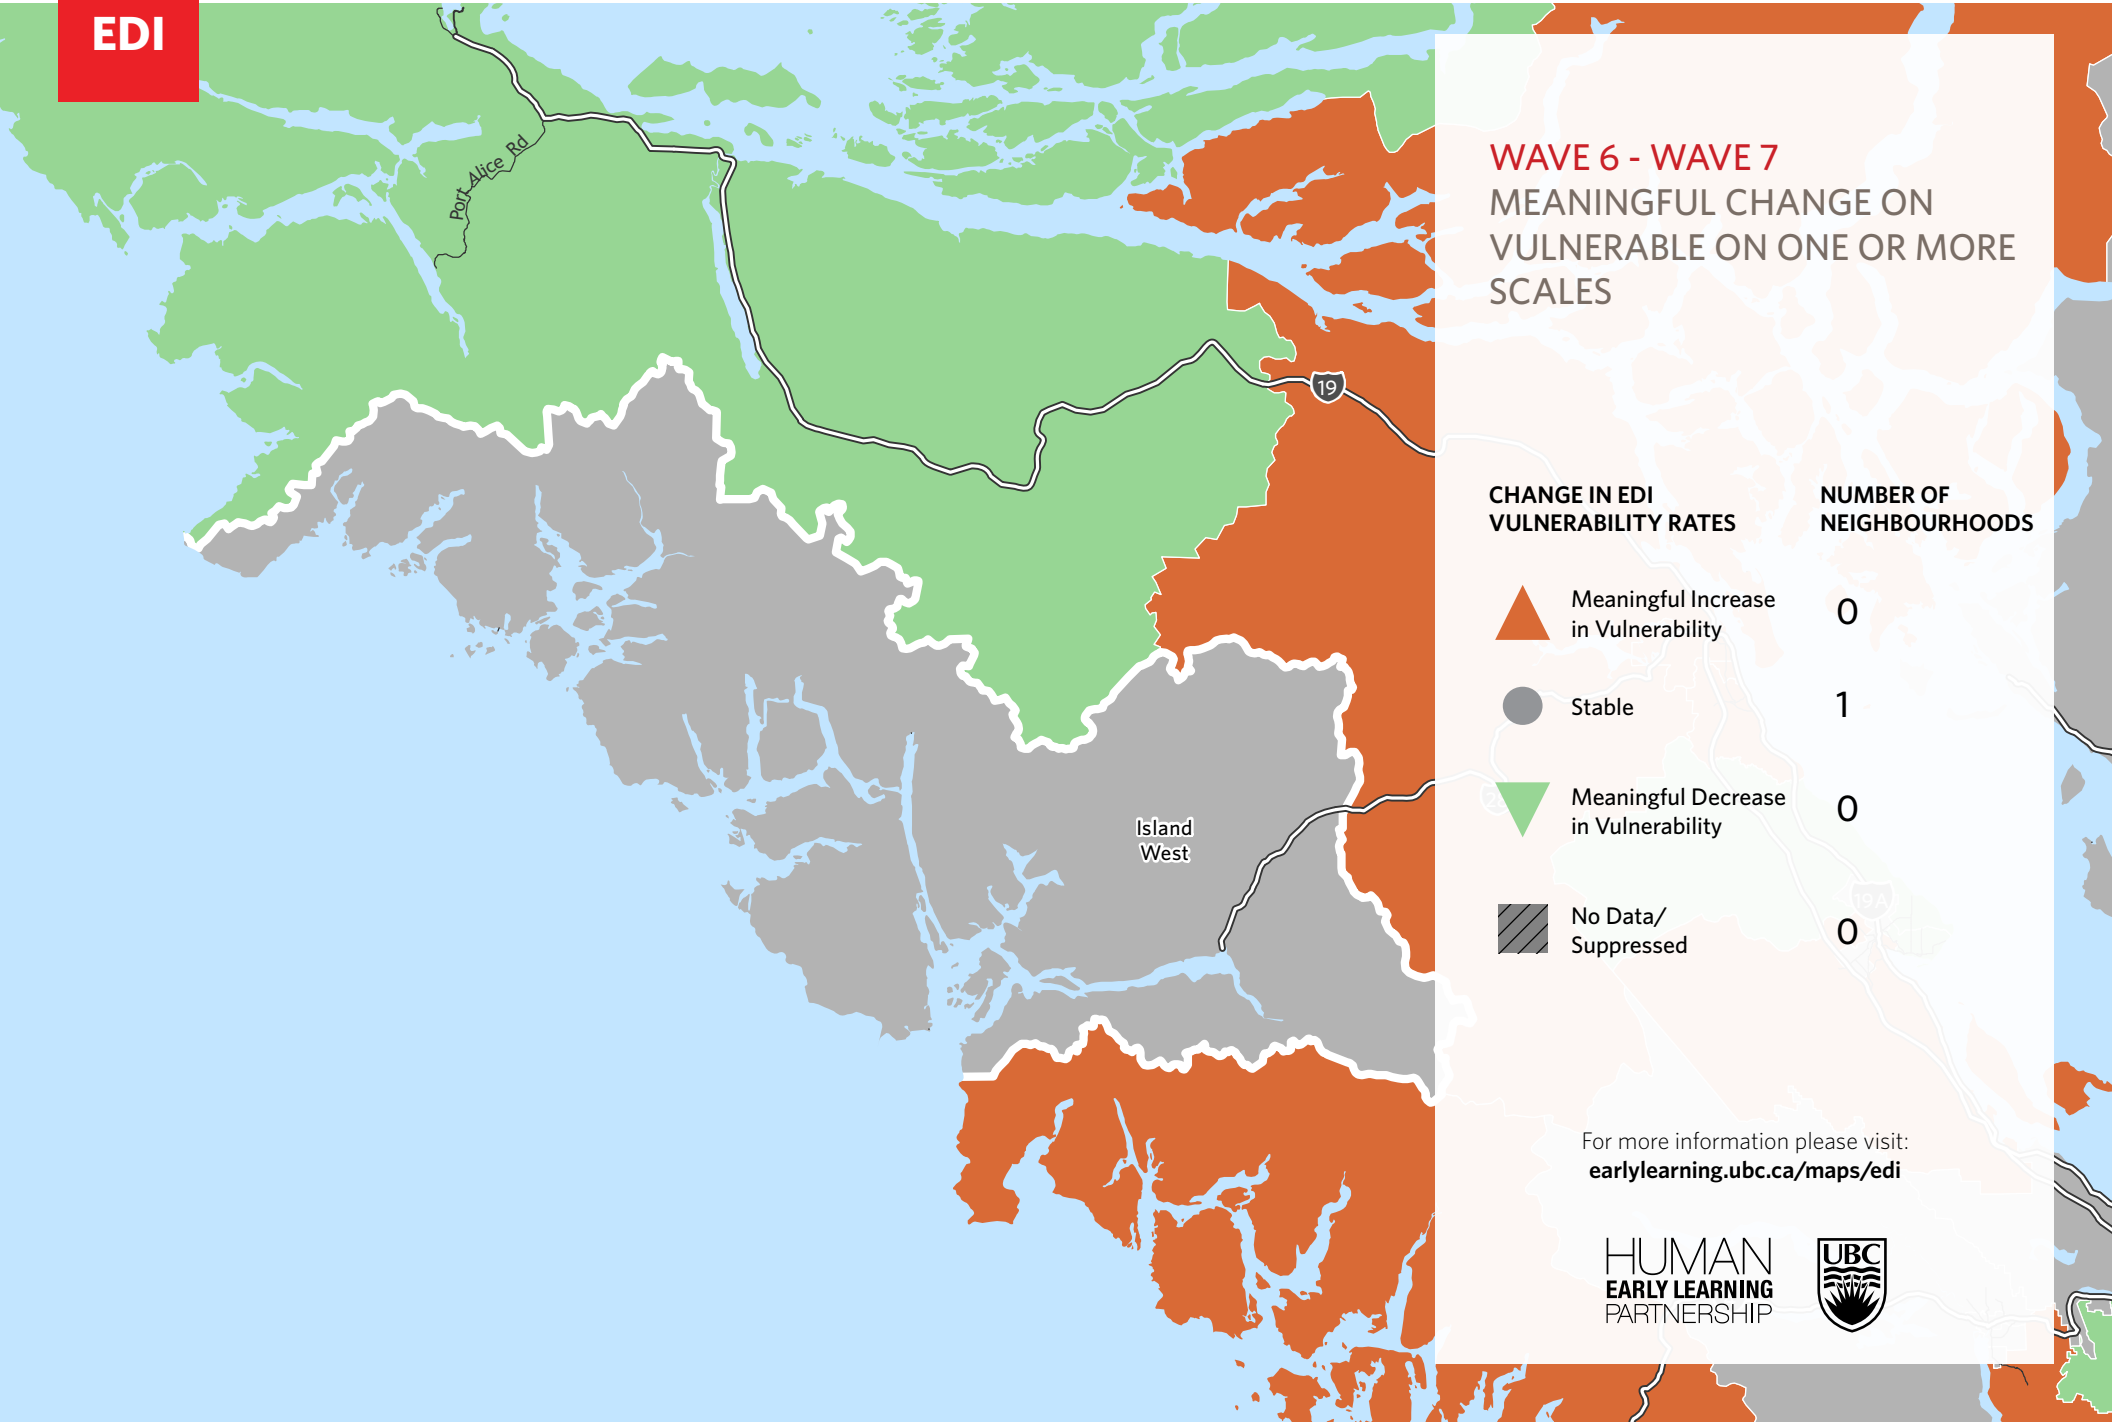 EDI
Port Alice Rd
19
Island
West
WAVE 6 - WAVE 7
MEANINGFUL CHANGE ON
VULNERABLE ON ONE OR MORE
SCALES
CHANGE IN EDI
VULNERABILITY RATES
NUMBER OF
NEIGHBOURHOODS
Meaningful Increase
in Vulnerability
0
Stable
1
Meaningful Decrease
in Vulnerability
0
19A
No Data/
Suppressed
0
For more information please visit:
earlylearning.ubc.ca/maps/edi
HUMAN
EARLY LEARNING
PARTNERSHIP
UBC